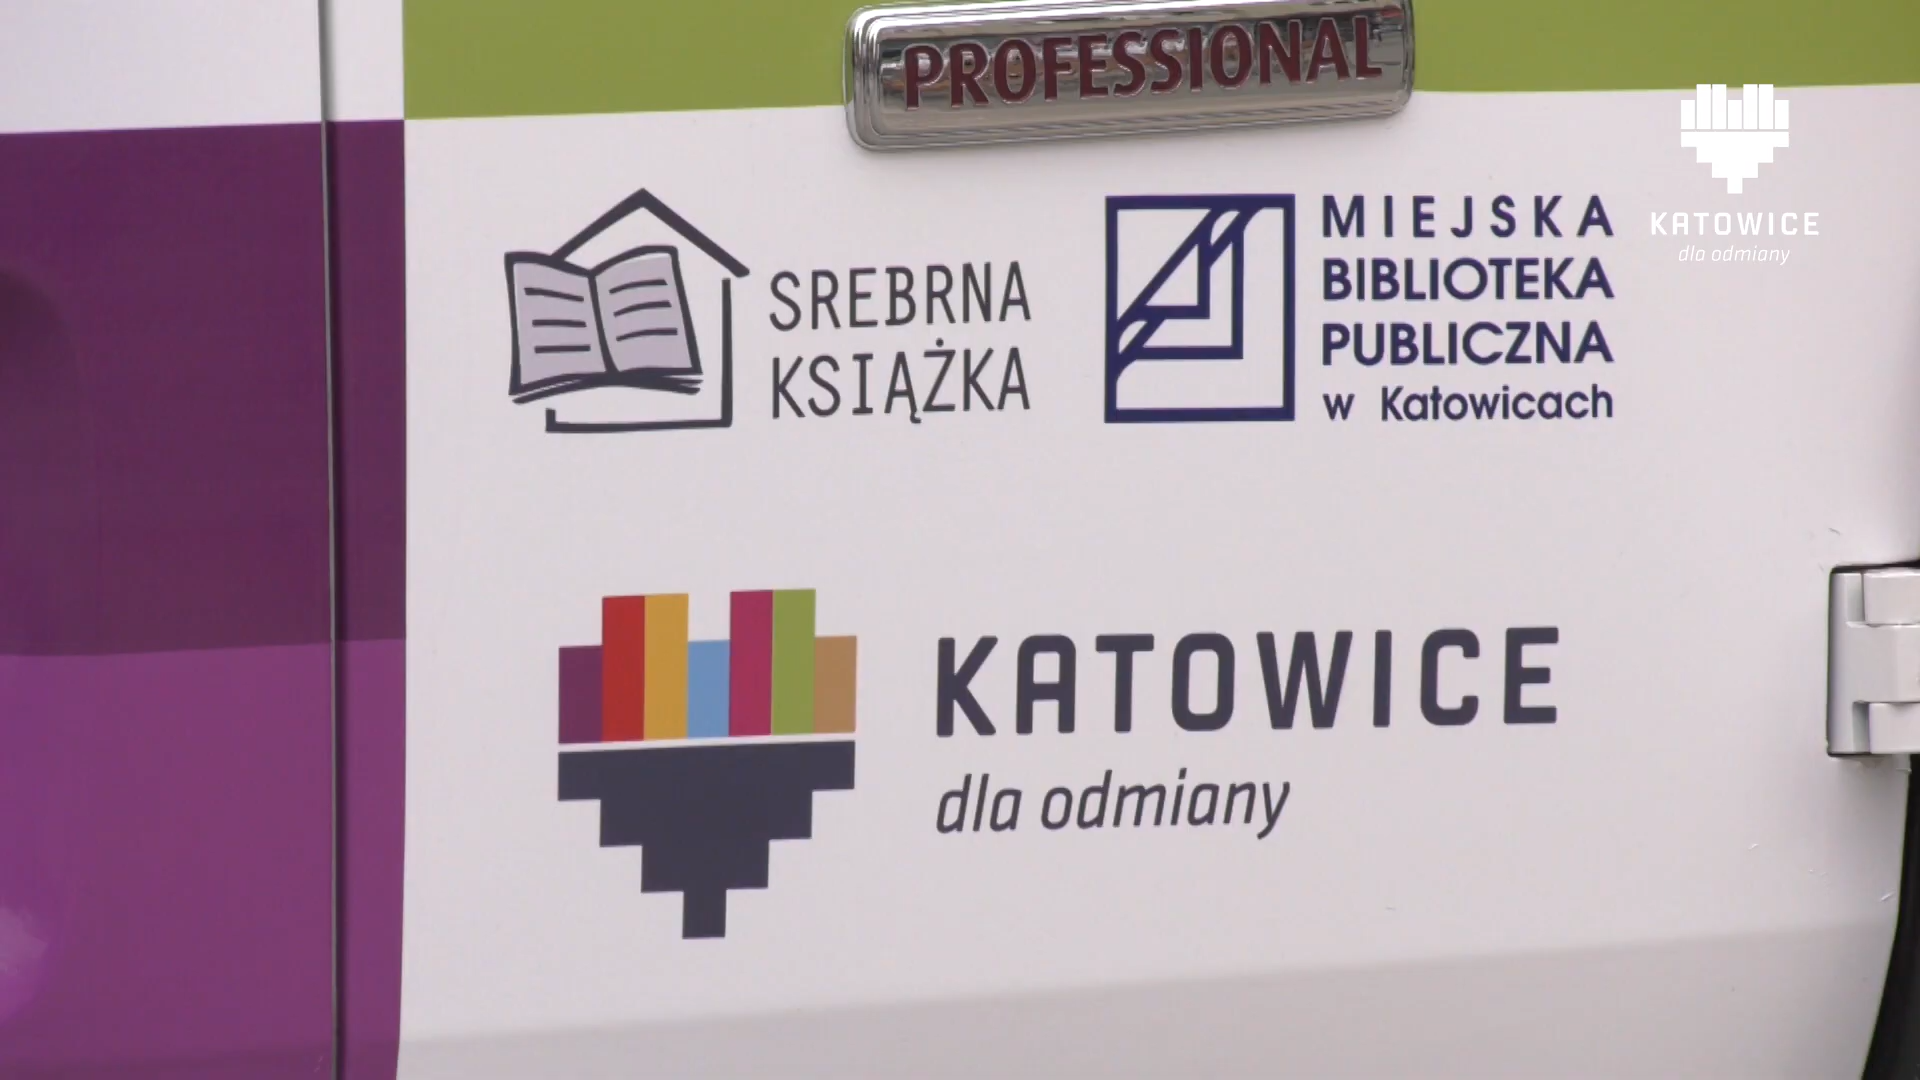 PROFESSIONAL
SREBRNA
KSIĄŻKA
MIEJSKA
BIBLIOTEKA
PUBLICZNA
w Katowicach
KATOWICE
dla odmiany
KATOWICE
dla odmiany